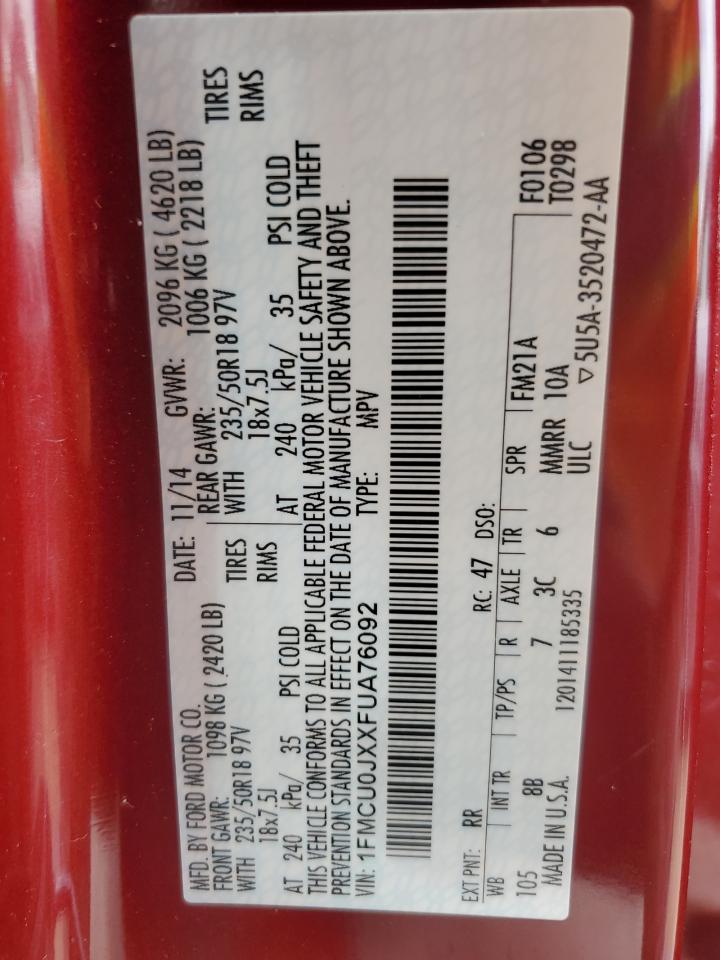 MFD. BY FORD MOTOR CO. DATE: 11/14 GVWR: 2096 KG ( 4620 LB)
FRONT GAWR: 1098 KG ( 2420 LB) REAR GAWR: 1006 KG ( 2218 LB)
WITH 235/50R18 97V TIRES WITH 235/50R18 97V TIRES
18x7.5J RIMS 18x7.5J RIMS
AT 240 kPa/ 35 PSI COLD AT 240 kPa/ 35 PSI COLD
THIS VEHICLE CONFORMS TO ALL APPLICABLE FEDERAL MOTOR VEHICLE SAFETY AND THEFT
PREVENTION STANDARDS IN EFFECT ON THE DATE OF MANUFACTURE SHOWN ABOVE.
VIN: 1FMCU0JXXFUA76092 TYPE: MPV
EXT PNT: RR RC: 47 DSO:
WB INT TR TP/PS R AXLE TR SPR FM21A F0106
105 8B 7 3C 6 MMRR 10A T0298
MADE IN U.S.A. 1201411185335 ULC ▽5U5A-3520472-AA